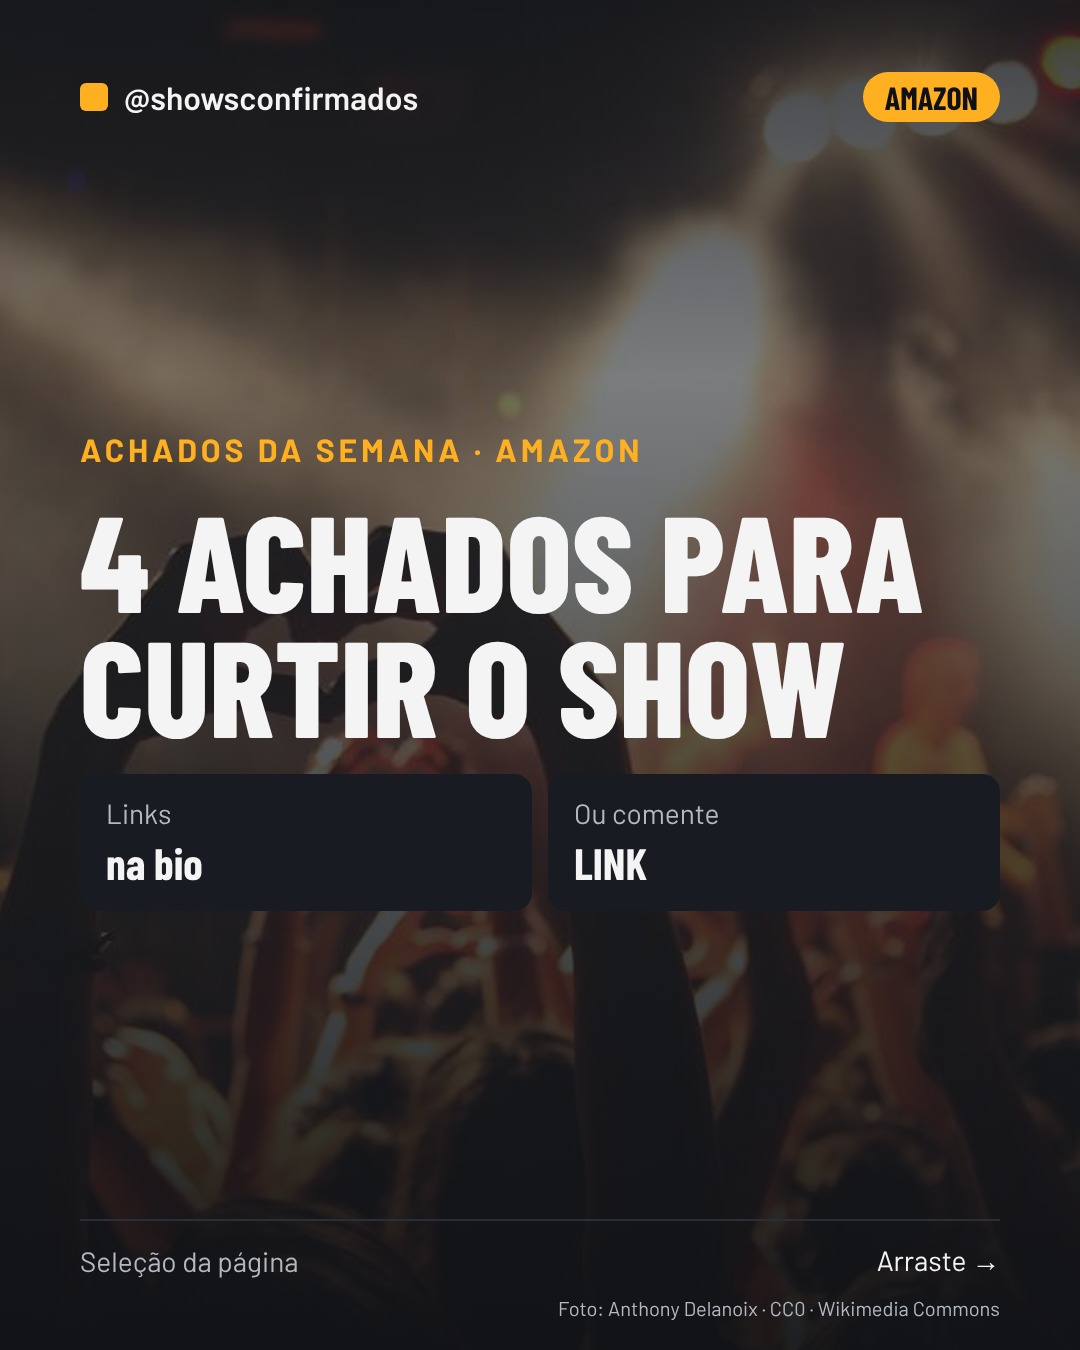 @showsconfirmados
AMAZON
ACHADOS DA SEMANA · AMAZON
4 ACHADOS PARA
CURTIR O SHOW
Links
na bio
Ou comente
LINK
Seleção da página
Arraste →
Foto: Anthony Delanoix · CC0 · Wikimedia Commons